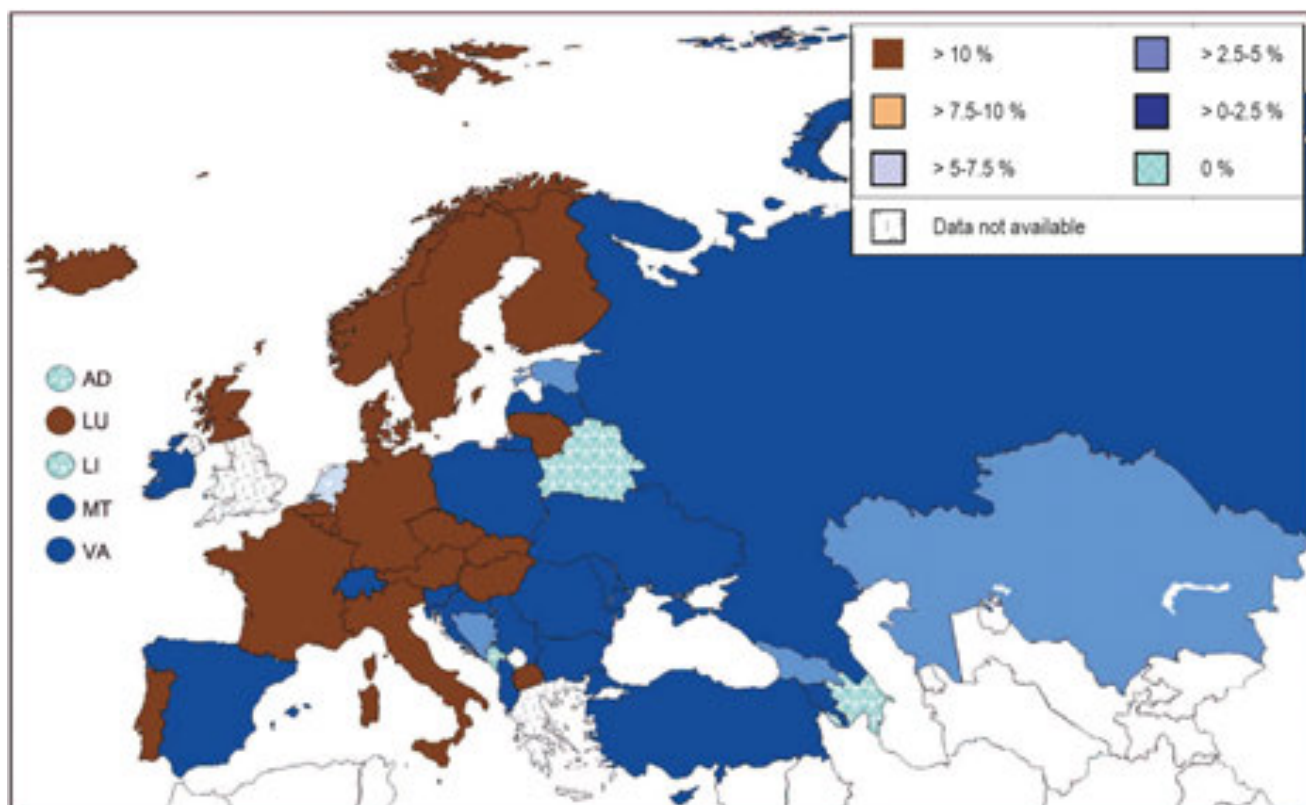 > 10 %
> 2.5-5 %
> 7.5-10 %
> 0-2.5 %
> 5-7.5 %
0 %
Data not available
AD
LU
LI
MT
VA